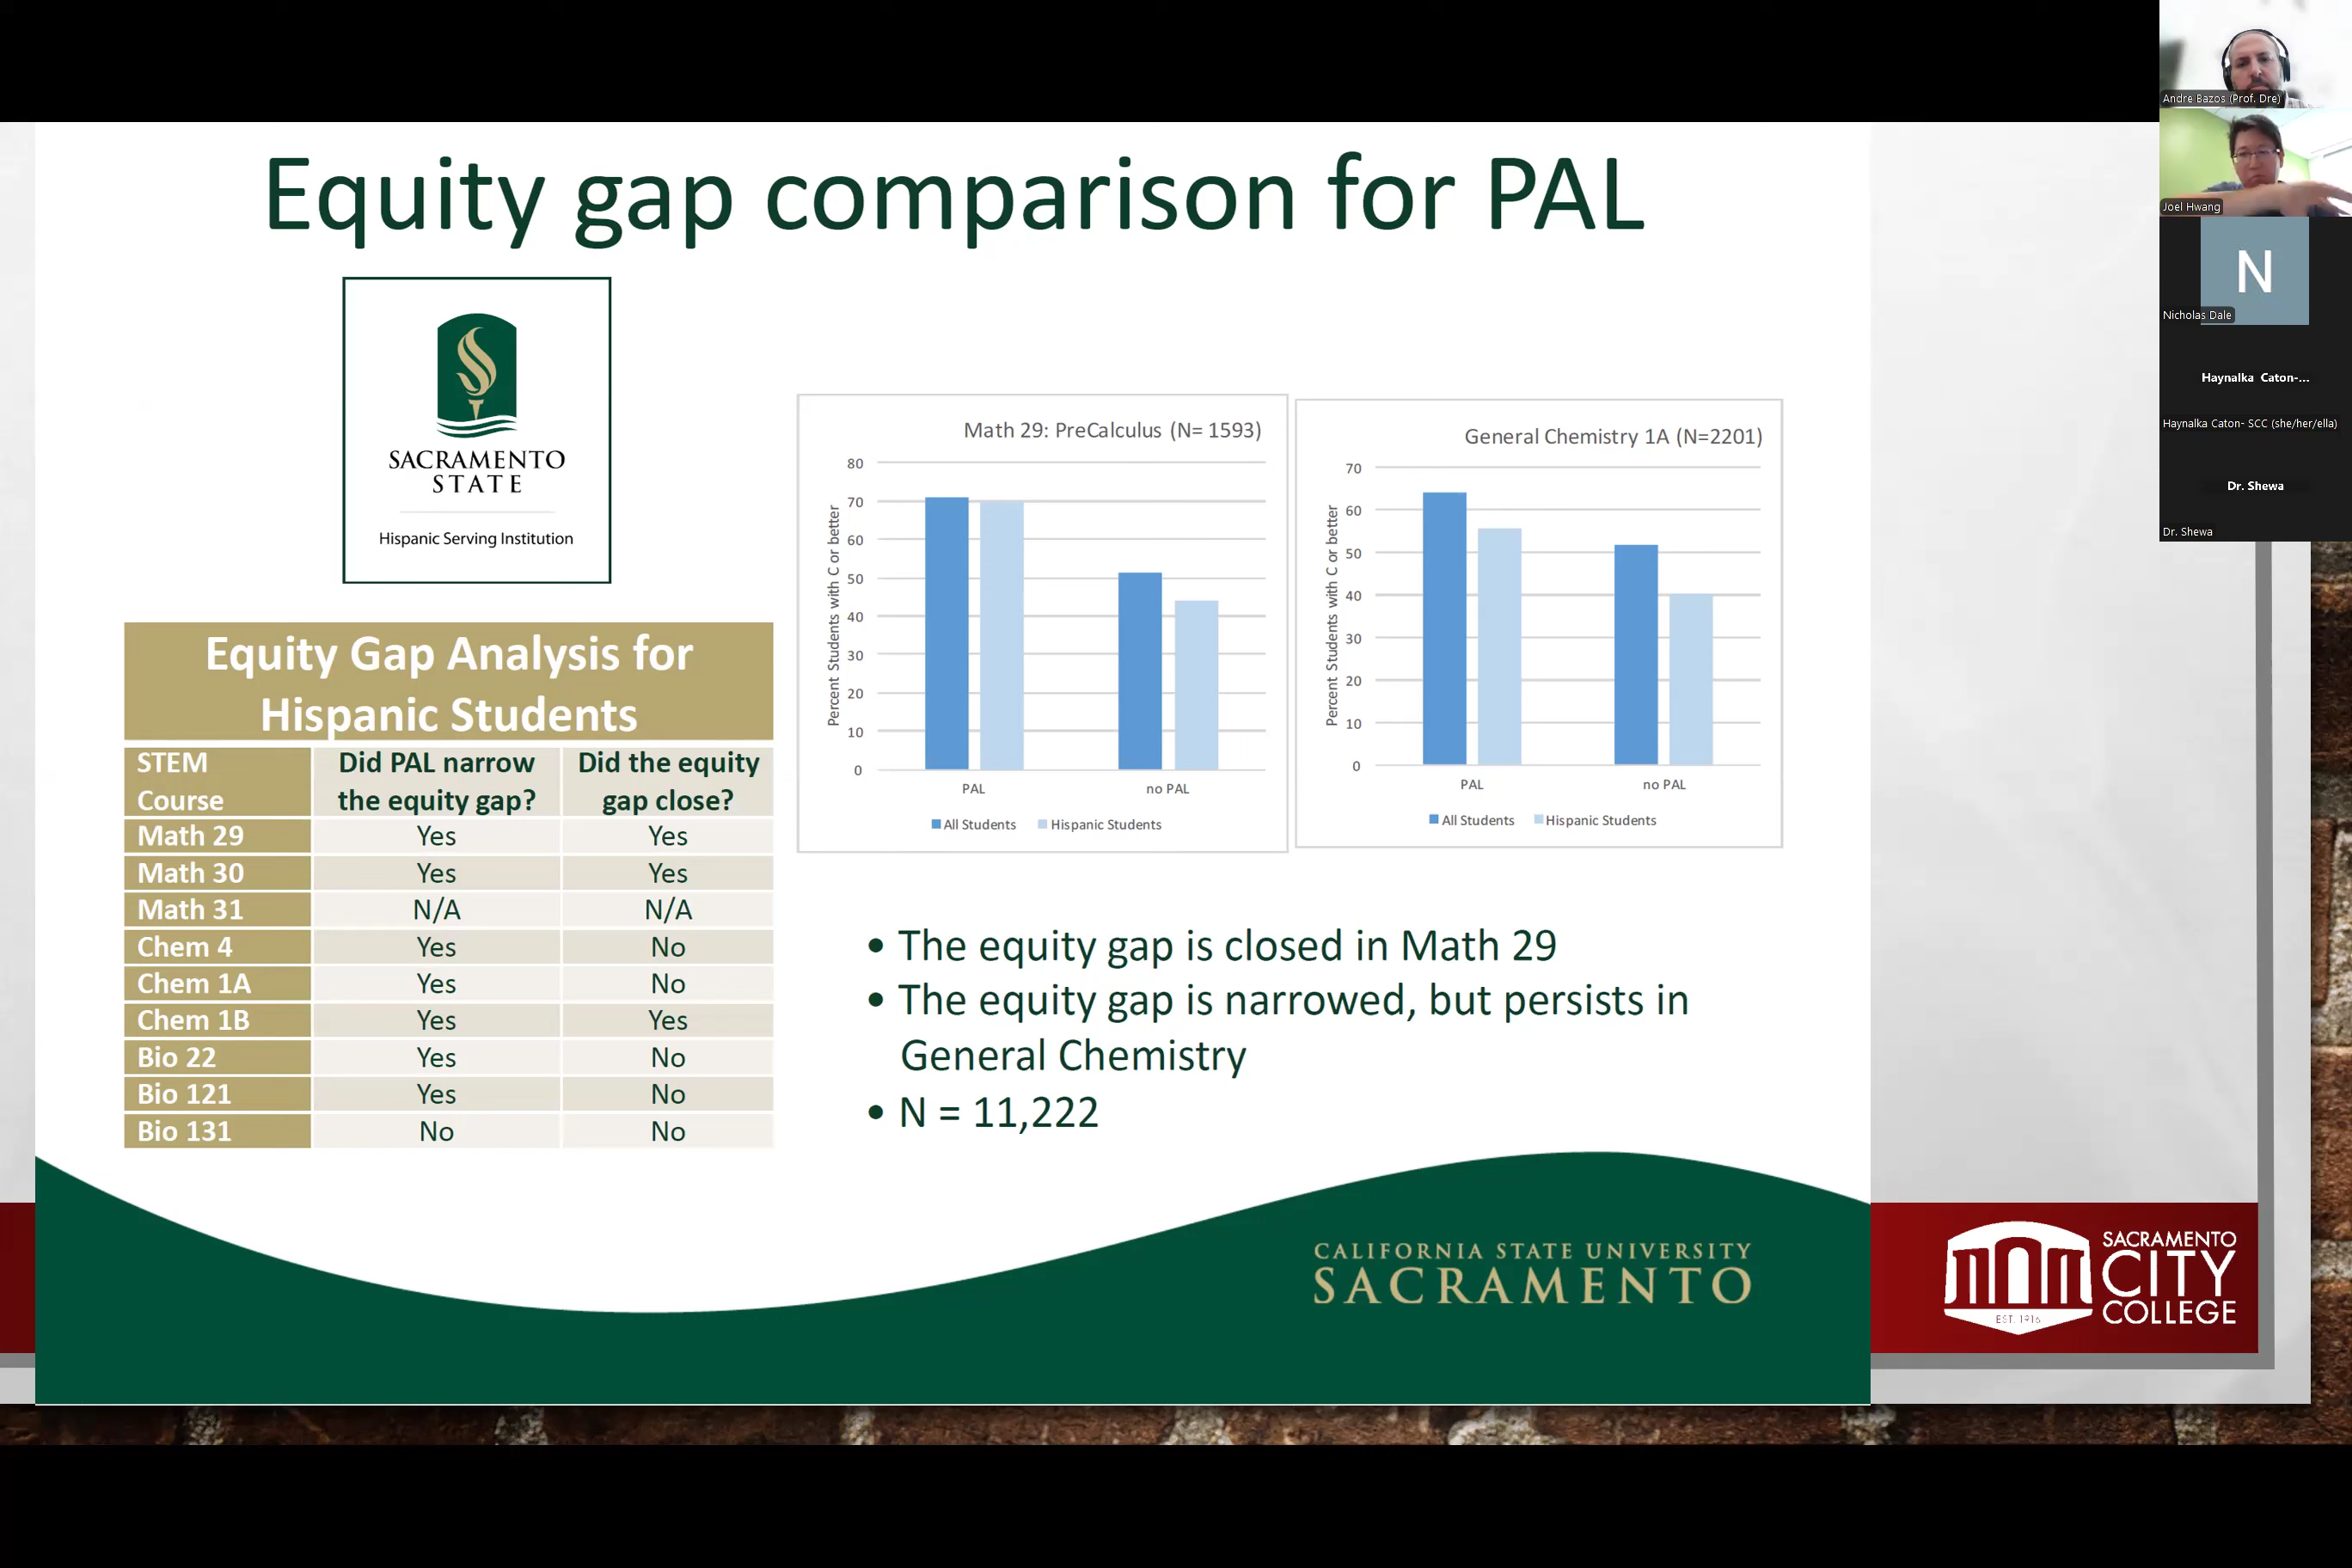 Equity gap comparison for PAL
SACRAMENTO
STATE
Hispanic Serving Institution
Equity Gap Analysis for
Hispanic Students
STEM Course Did PAL narrow the equity gap? Did the equity gap close?
Math 29 Yes Yes
Math 30 Yes Yes
Math 31 N/A N/A
Chem 4 Yes No
Chem 1A Yes No
Chem 1B Yes Yes
Bio 22 Yes No
Bio 121 Yes No
Bio 131 No No
Math 29: PreCalculus (N= 1593)
Percent Students with C or better
80
70
60
50
40
30
20
10
0
PAL no PAL
All Students Hispanic Students
General Chemistry 1A (N=2201)
Percent Students with C or better
70
60
50
40
30
20
10
0
PAL no PAL
All Students Hispanic Students
• The equity gap is closed in Math 29
• The equity gap is narrowed, but persists in
General Chemistry
• N = 11,222
CALIFORNIA STATE UNIVERSITY
SACRAMENTO
SACRAMENTO
CITY
COLLEGE
EST. 1916
Andre Bazos (Prof. Dre)
Joel Hwang
N
Nicholas Dale
Haynalka Caton-...
Haynalka Caton- SCC (she/her/ella)
Dr. Shewa
Dr. Shewa